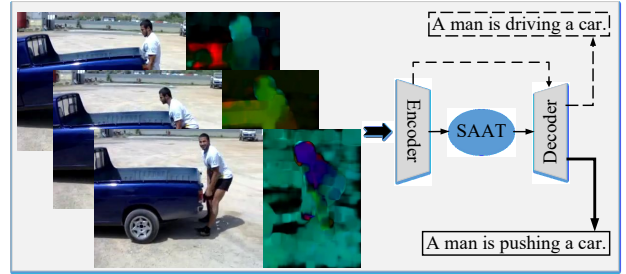 A man is driving a car.
Encoder
SAAT
Decoder
A man is pushing a car.